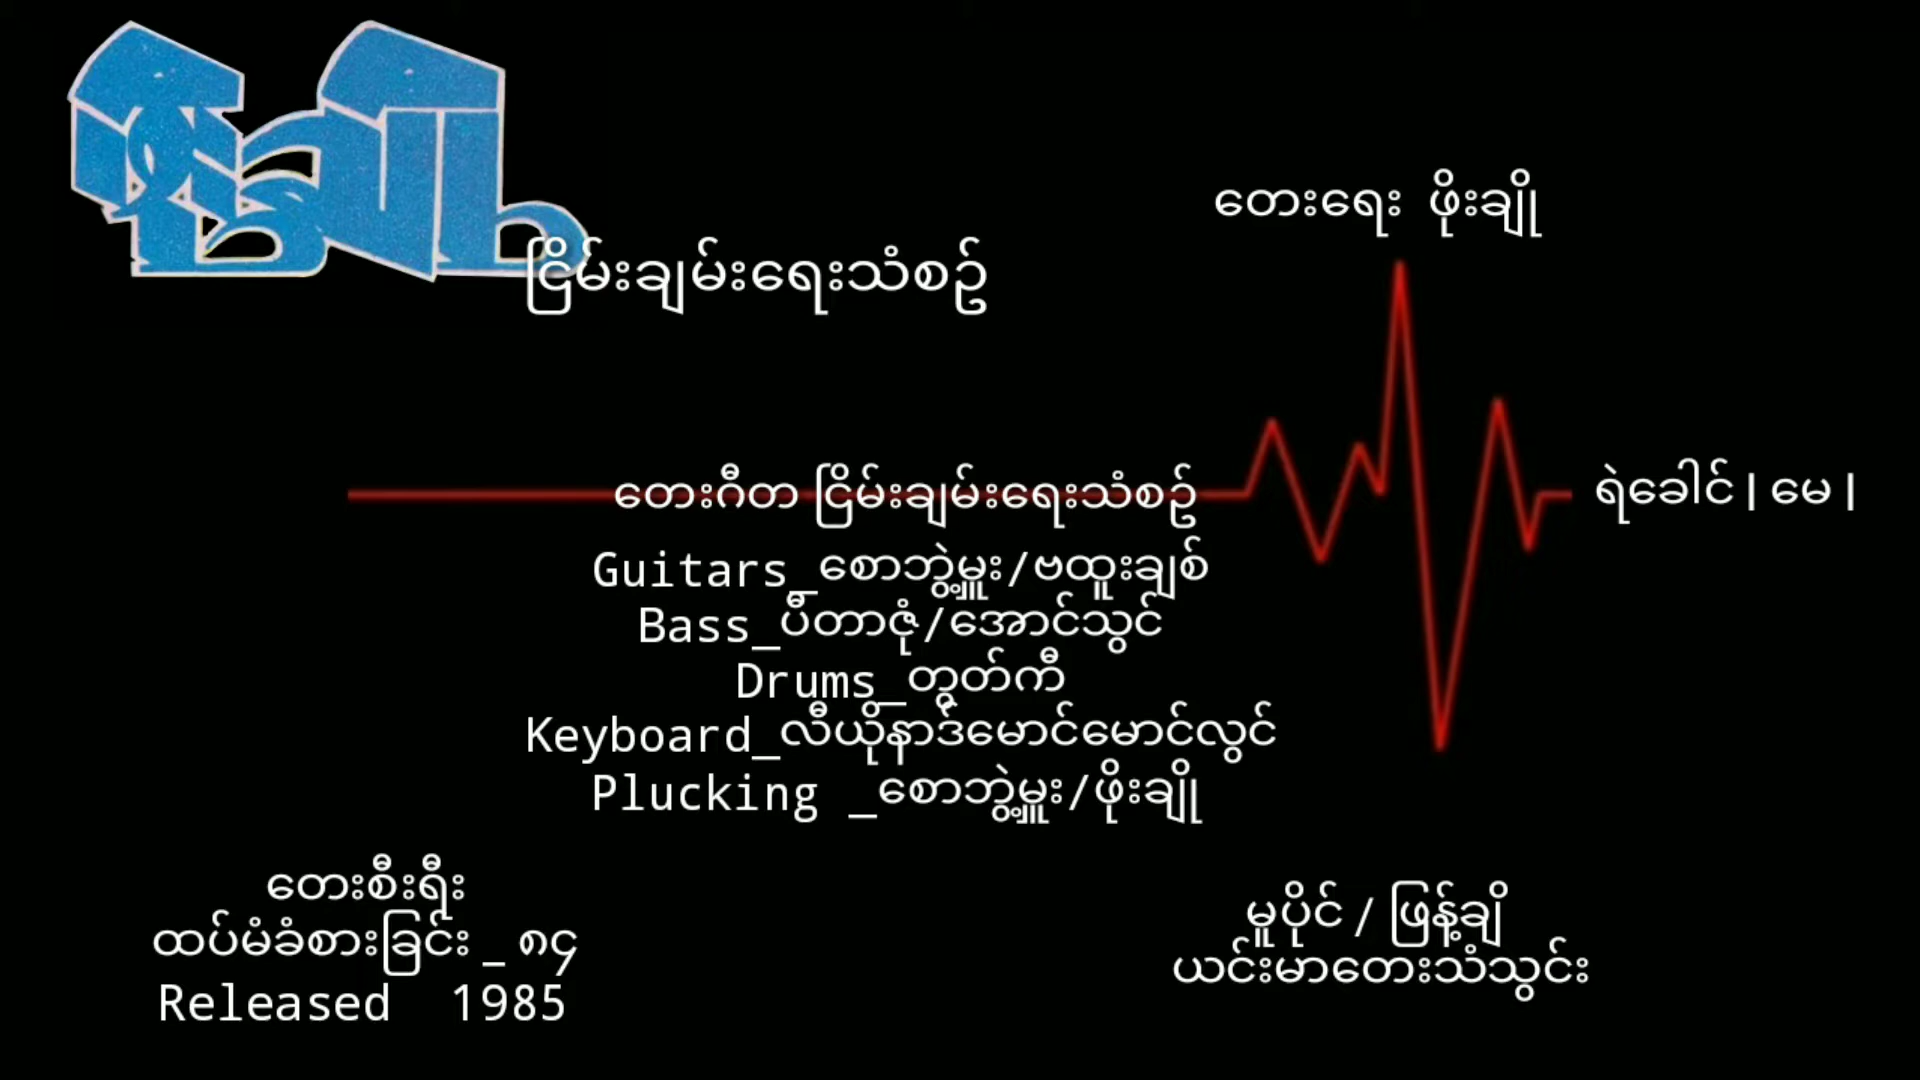 တေးရေး ဖိုးချို
ငြိမ်းချမ်းရေးသံစဥ်
တေးဂီတ ငြိမ်းချမ်းရေးသံစဥ်
ရဲခေါင် | မေ |
Guitars_စောဘွဲ့မှူး/ဗထူးချစ်
Bass_ပီတာဇုံ/အောင်သွင်
Drums_တွတ်ကီ
Keyboard_လီယိုနာဒ်မောင်မောင်လွင်
Plucking _စောဘွဲ့မှူး/ဖိုးချို
တေးစီးရီး
ထပ်မံခံစားခြင်း _ ၈၄
Released 1985
မူပိုင် / ဖြန့်ချိ
ယင်းမာတေးသံသွင်း